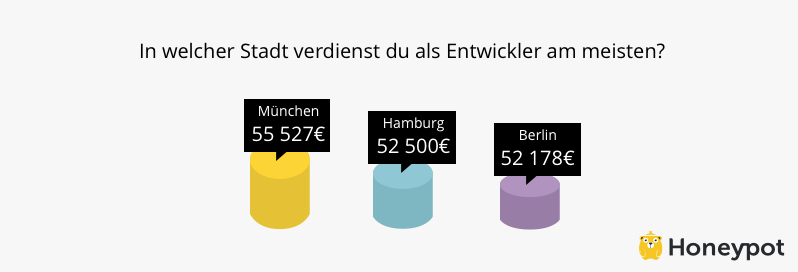 In welcher Stadt verdienst du als Entwickler am meisten?
München
55 527€
Hamburg
52 500€
Berlin
52 178€
Honeypot